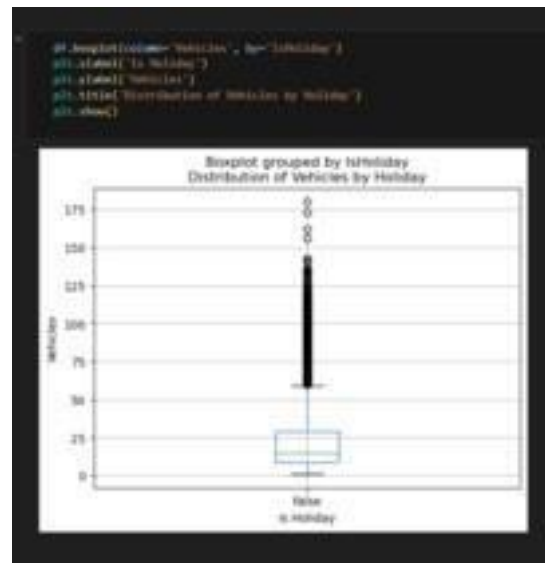 df.boxplot(column='Vehicles', by='IsHoliday')
plt.xlabel('Is Holiday')
plt.ylabel('Vehicles')
plt.title('Distribution of Vehicles by Holiday')
plt.show()
Boxplot grouped by IsHoliday
Distribution of Vehicles by Holiday
175
150
125
100
75
50
25
0
Vehicles
False
Is Holiday